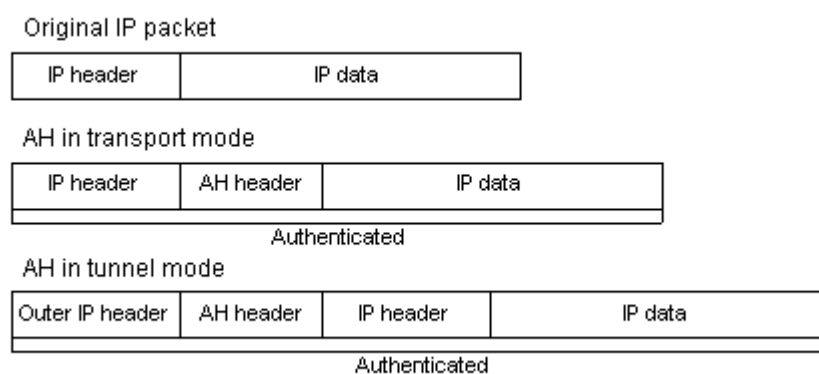 Original IP packet
IP header IP data
AH in transport mode
IP header AH header IP data
Authenticated
AH in tunnel mode
Outer IP header AH header IP header IP data
Authenticated